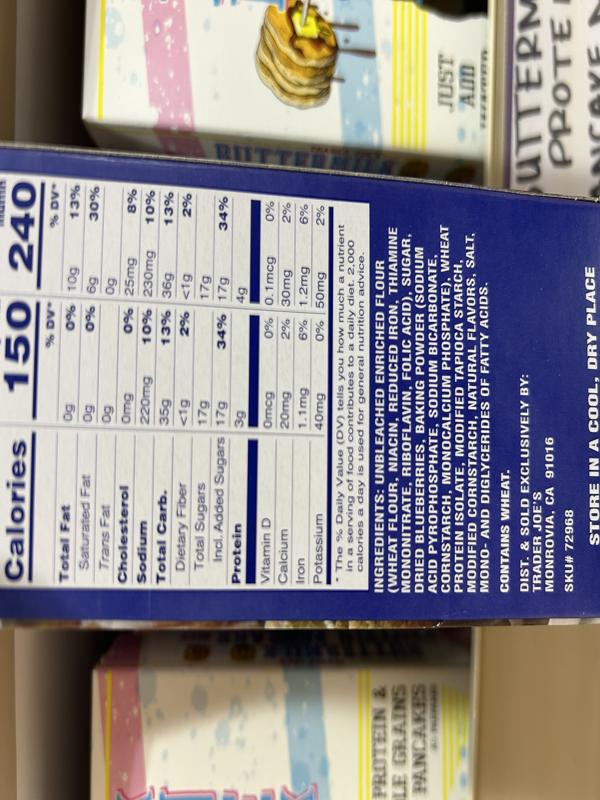 Calories 150 240
% DV* % DV*
Total Fat 0g 0% 10g 13%
Saturated Fat 0g 0% 6g 30%
Trans Fat 0g 0g
Cholesterol 0mg 0% 25mg 8%
Sodium 220mg 10% 230mg 10%
Total Carb. 35g 13% 36g 13%
Dietary Fiber <1g 2% <1g 2%
Total Sugars 17g 17g
Incl. Added Sugars 17g 34% 17g 34%
Protein 3g 4g
Vitamin D 0mcg 0% 0.1mcg 0%
Calcium 20mg 2% 30mg 2%
Iron 1.1mg 6% 1.2mg 6%
Potassium 40mg 0% 50mg 2%
* The % Daily Value (DV) tells you how much a nutrient
in a serving of food contributes to a daily diet. 2,000
calories a day is used for general nutrition advice.
INGREDIENTS: UNBLEACHED ENRICHED FLOUR
(WHEAT FLOUR, NIACIN, REDUCED IRON, THIAMINE
MONONITRATE, RIBOFLAVIN, FOLIC ACID), SUGAR,
DRIED BLUEBERRIES, BAKING POWDER (SODIUM
ACID PYROPHOSPHATE, SODIUM BICARBONATE,
CORNSTARCH, MONOCALCIUM PHOSPHATE), WHEAT
PROTEIN ISOLATE, MODIFIED TAPIOCA STARCH,
MODIFIED CORNSTARCH, NATURAL FLAVORS, SALT,
MONO- AND DIGLYCERIDES OF FATTY ACIDS.
CONTAINS WHEAT.
DIST. & SOLD EXCLUSIVELY BY:
TRADER JOE'S
MONROVIA, CA 91016
SKU# 72968
STORE IN A COOL, DRY PLACE
JUST
ADD
BUTTERMILK
UTTERM
PROTE
ANCAKE
PROTEIN &
LE GRAINS
PANCAKES